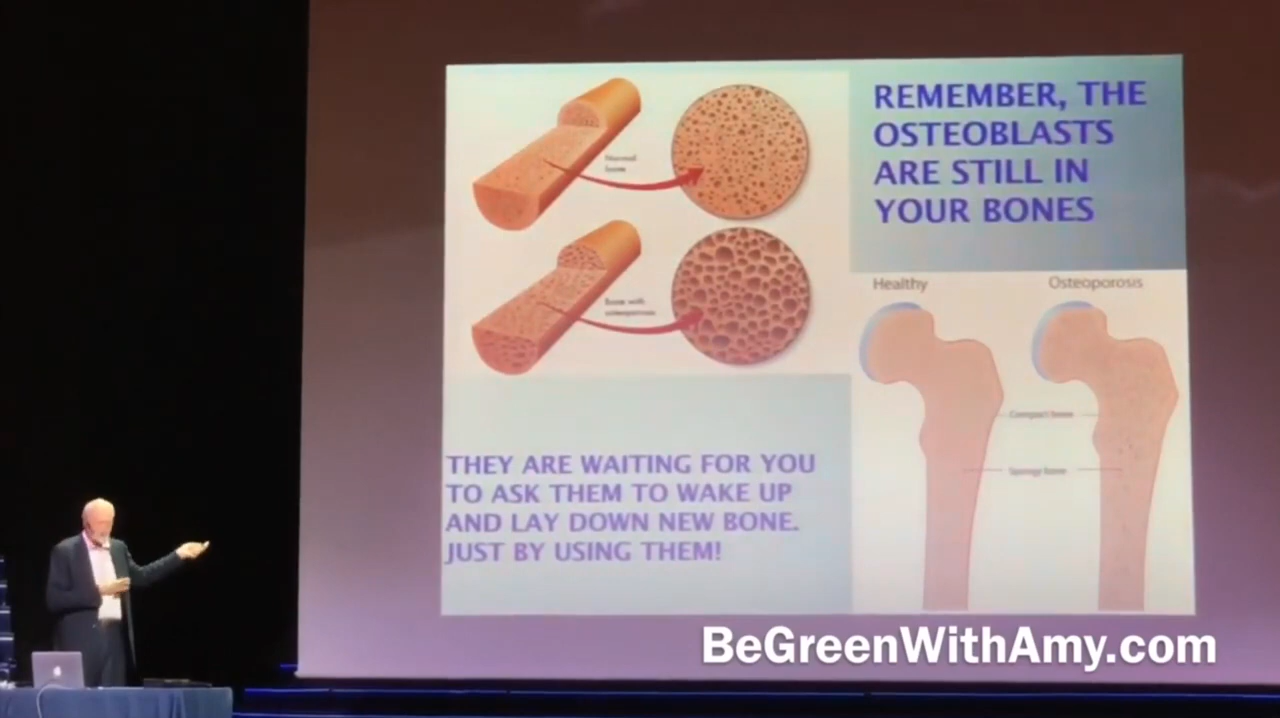 REMEMBER, THE
OSTEOBLASTS
ARE STILL IN
YOUR BONES
Normal
bone
Bone with
osteoporosis
Healthy
Osteoporosis
Compact bone
Spongy bone
THEY ARE WAITING FOR YOU
TO ASK THEM TO WAKE UP
AND LAY DOWN NEW BONE.
JUST BY USING THEM!
BeGreenWithAmy.com